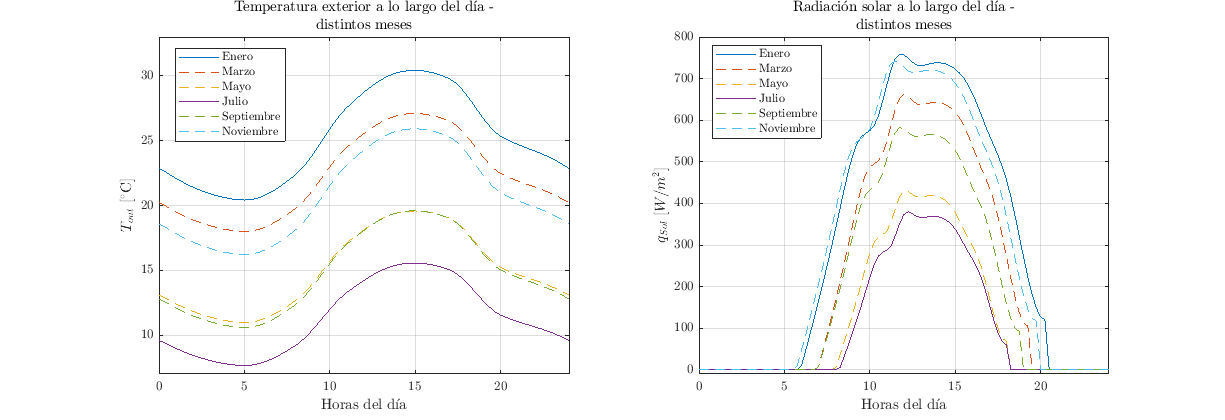 Temperatura exterior a lo largo del día -
distintos meses
Enero
Marzo
Mayo
Julio
Septiembre
Noviembre
30
25
20
15
10
0
5
10
15
20
T_out [°C]
Horas del día
Radiación solar a lo largo del día -
distintos meses
Enero
Marzo
Mayo
Julio
Septiembre
Noviembre
800
700
600
500
400
300
200
100
0
0
5
10
15
20
q_Sol [W/m²]
Horas del día